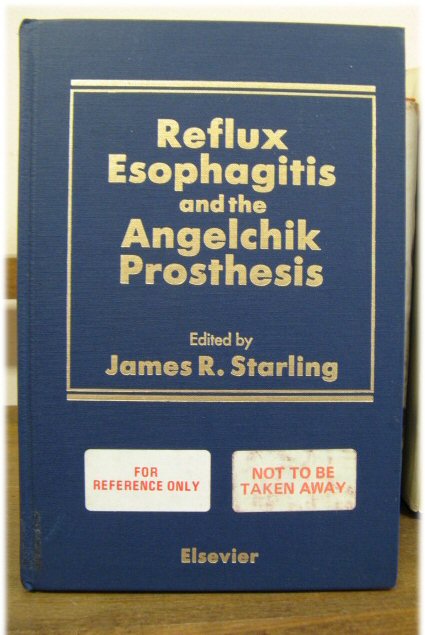 Reflux
Esophagitis
and the
Angelchik
Prosthesis
Edited by
James R. Starling
FOR
REFERENCE ONLY
NOT TO BE
TAKEN AWAY
Elsevier